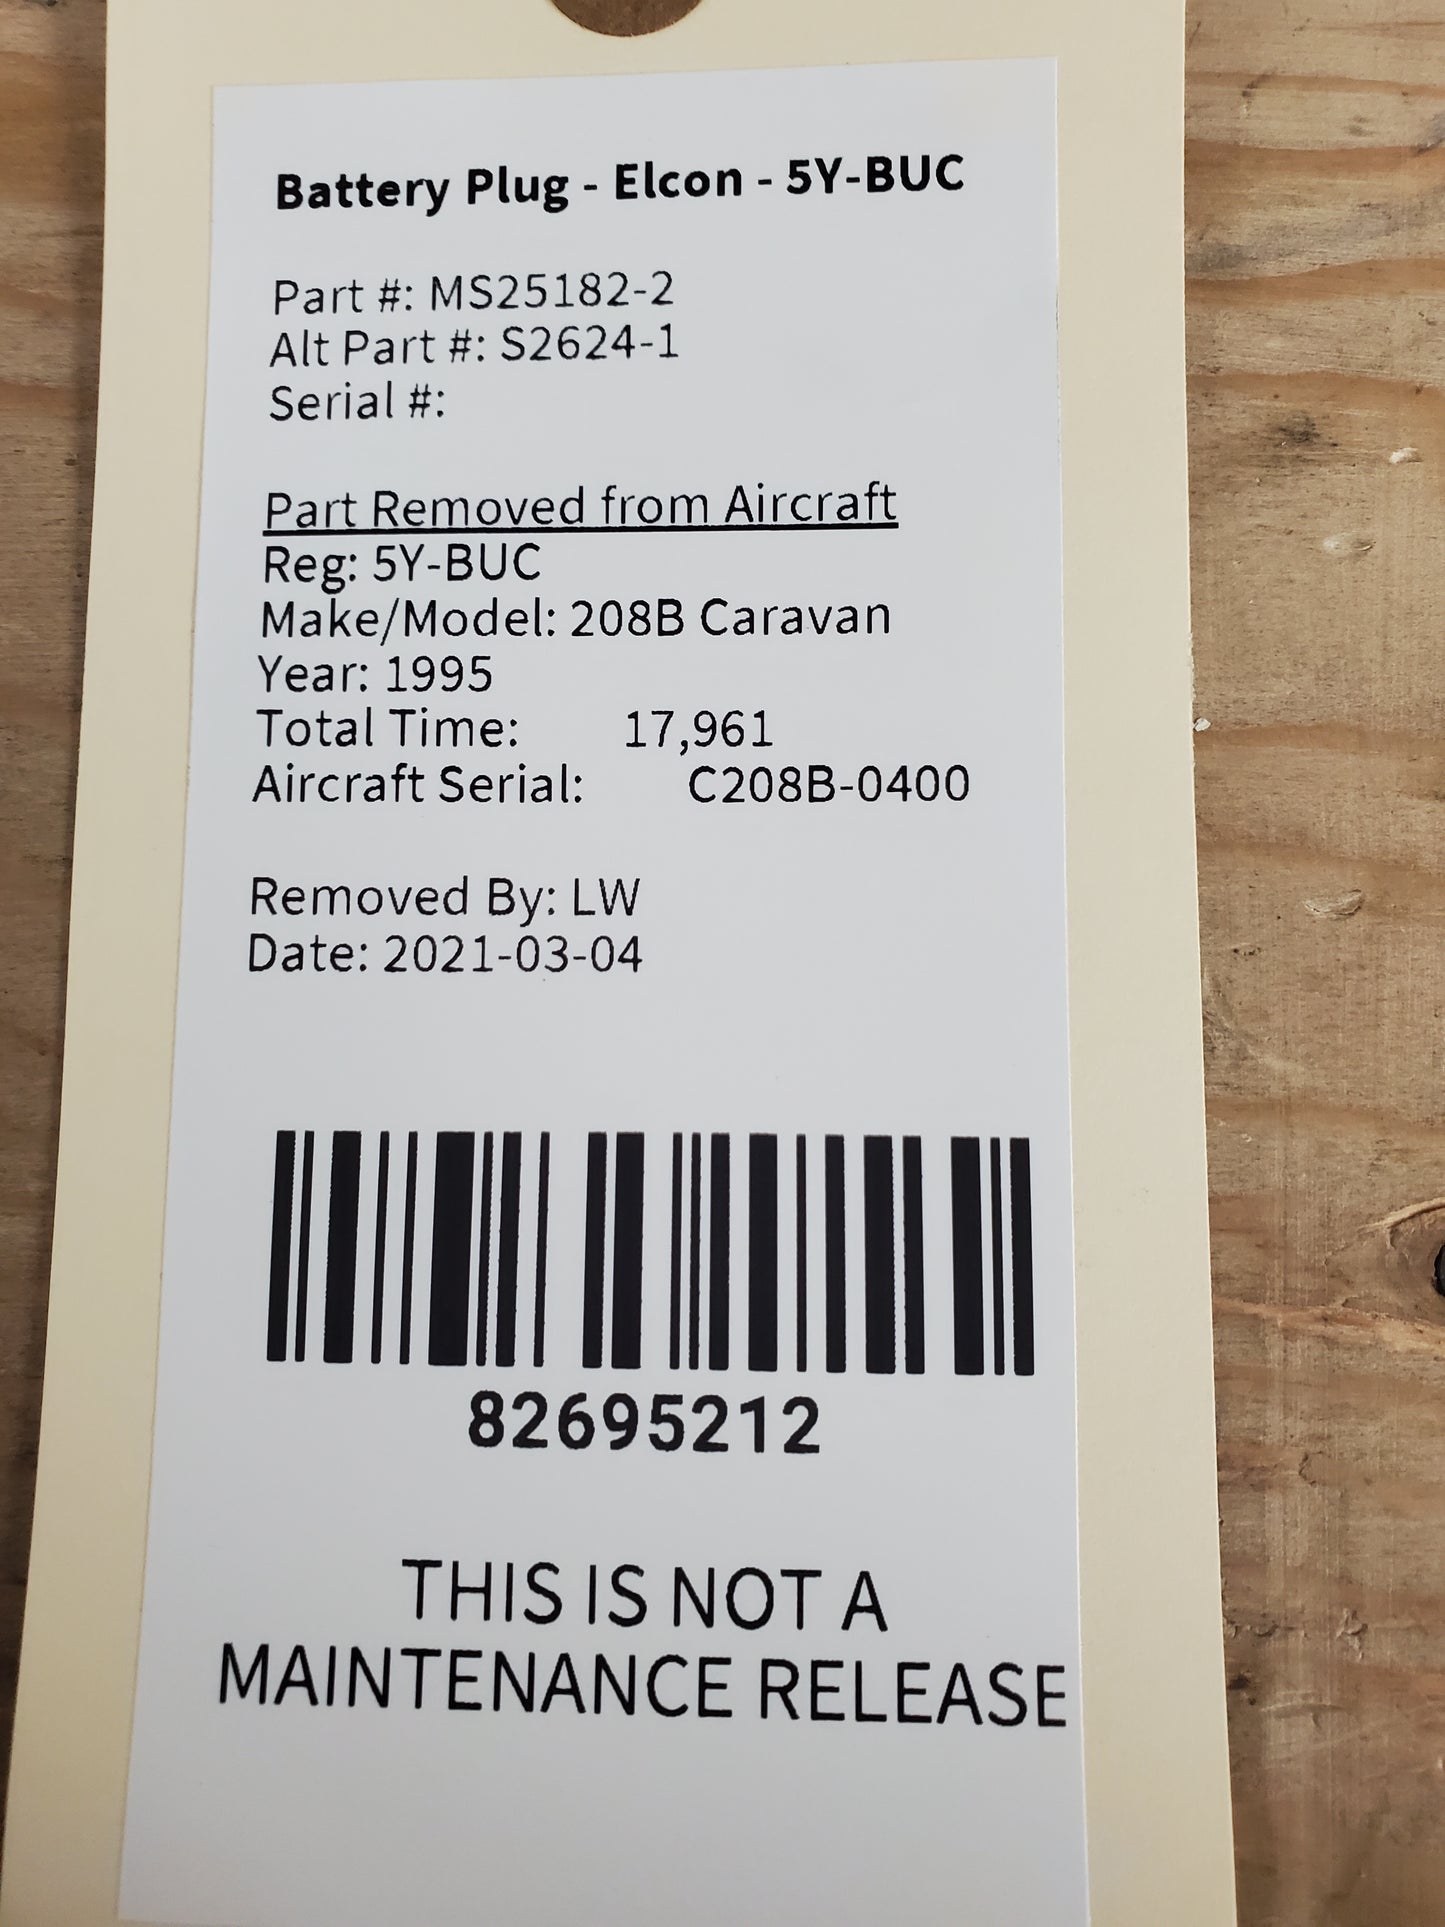 Battery Plug - Elcon - 5Y-BUC
Part #: MS25182-2
Alt Part #: S2624-1
Serial #:
Part Removed from Aircraft
Reg: 5Y-BUC
Make/Model: 208B Caravan
Year: 1995
Total Time: 17,961
Aircraft Serial: C208B-0400
Removed By: LW
Date: 2021-03-04
82695212
THIS IS NOT A
MAINTENANCE RELEASE